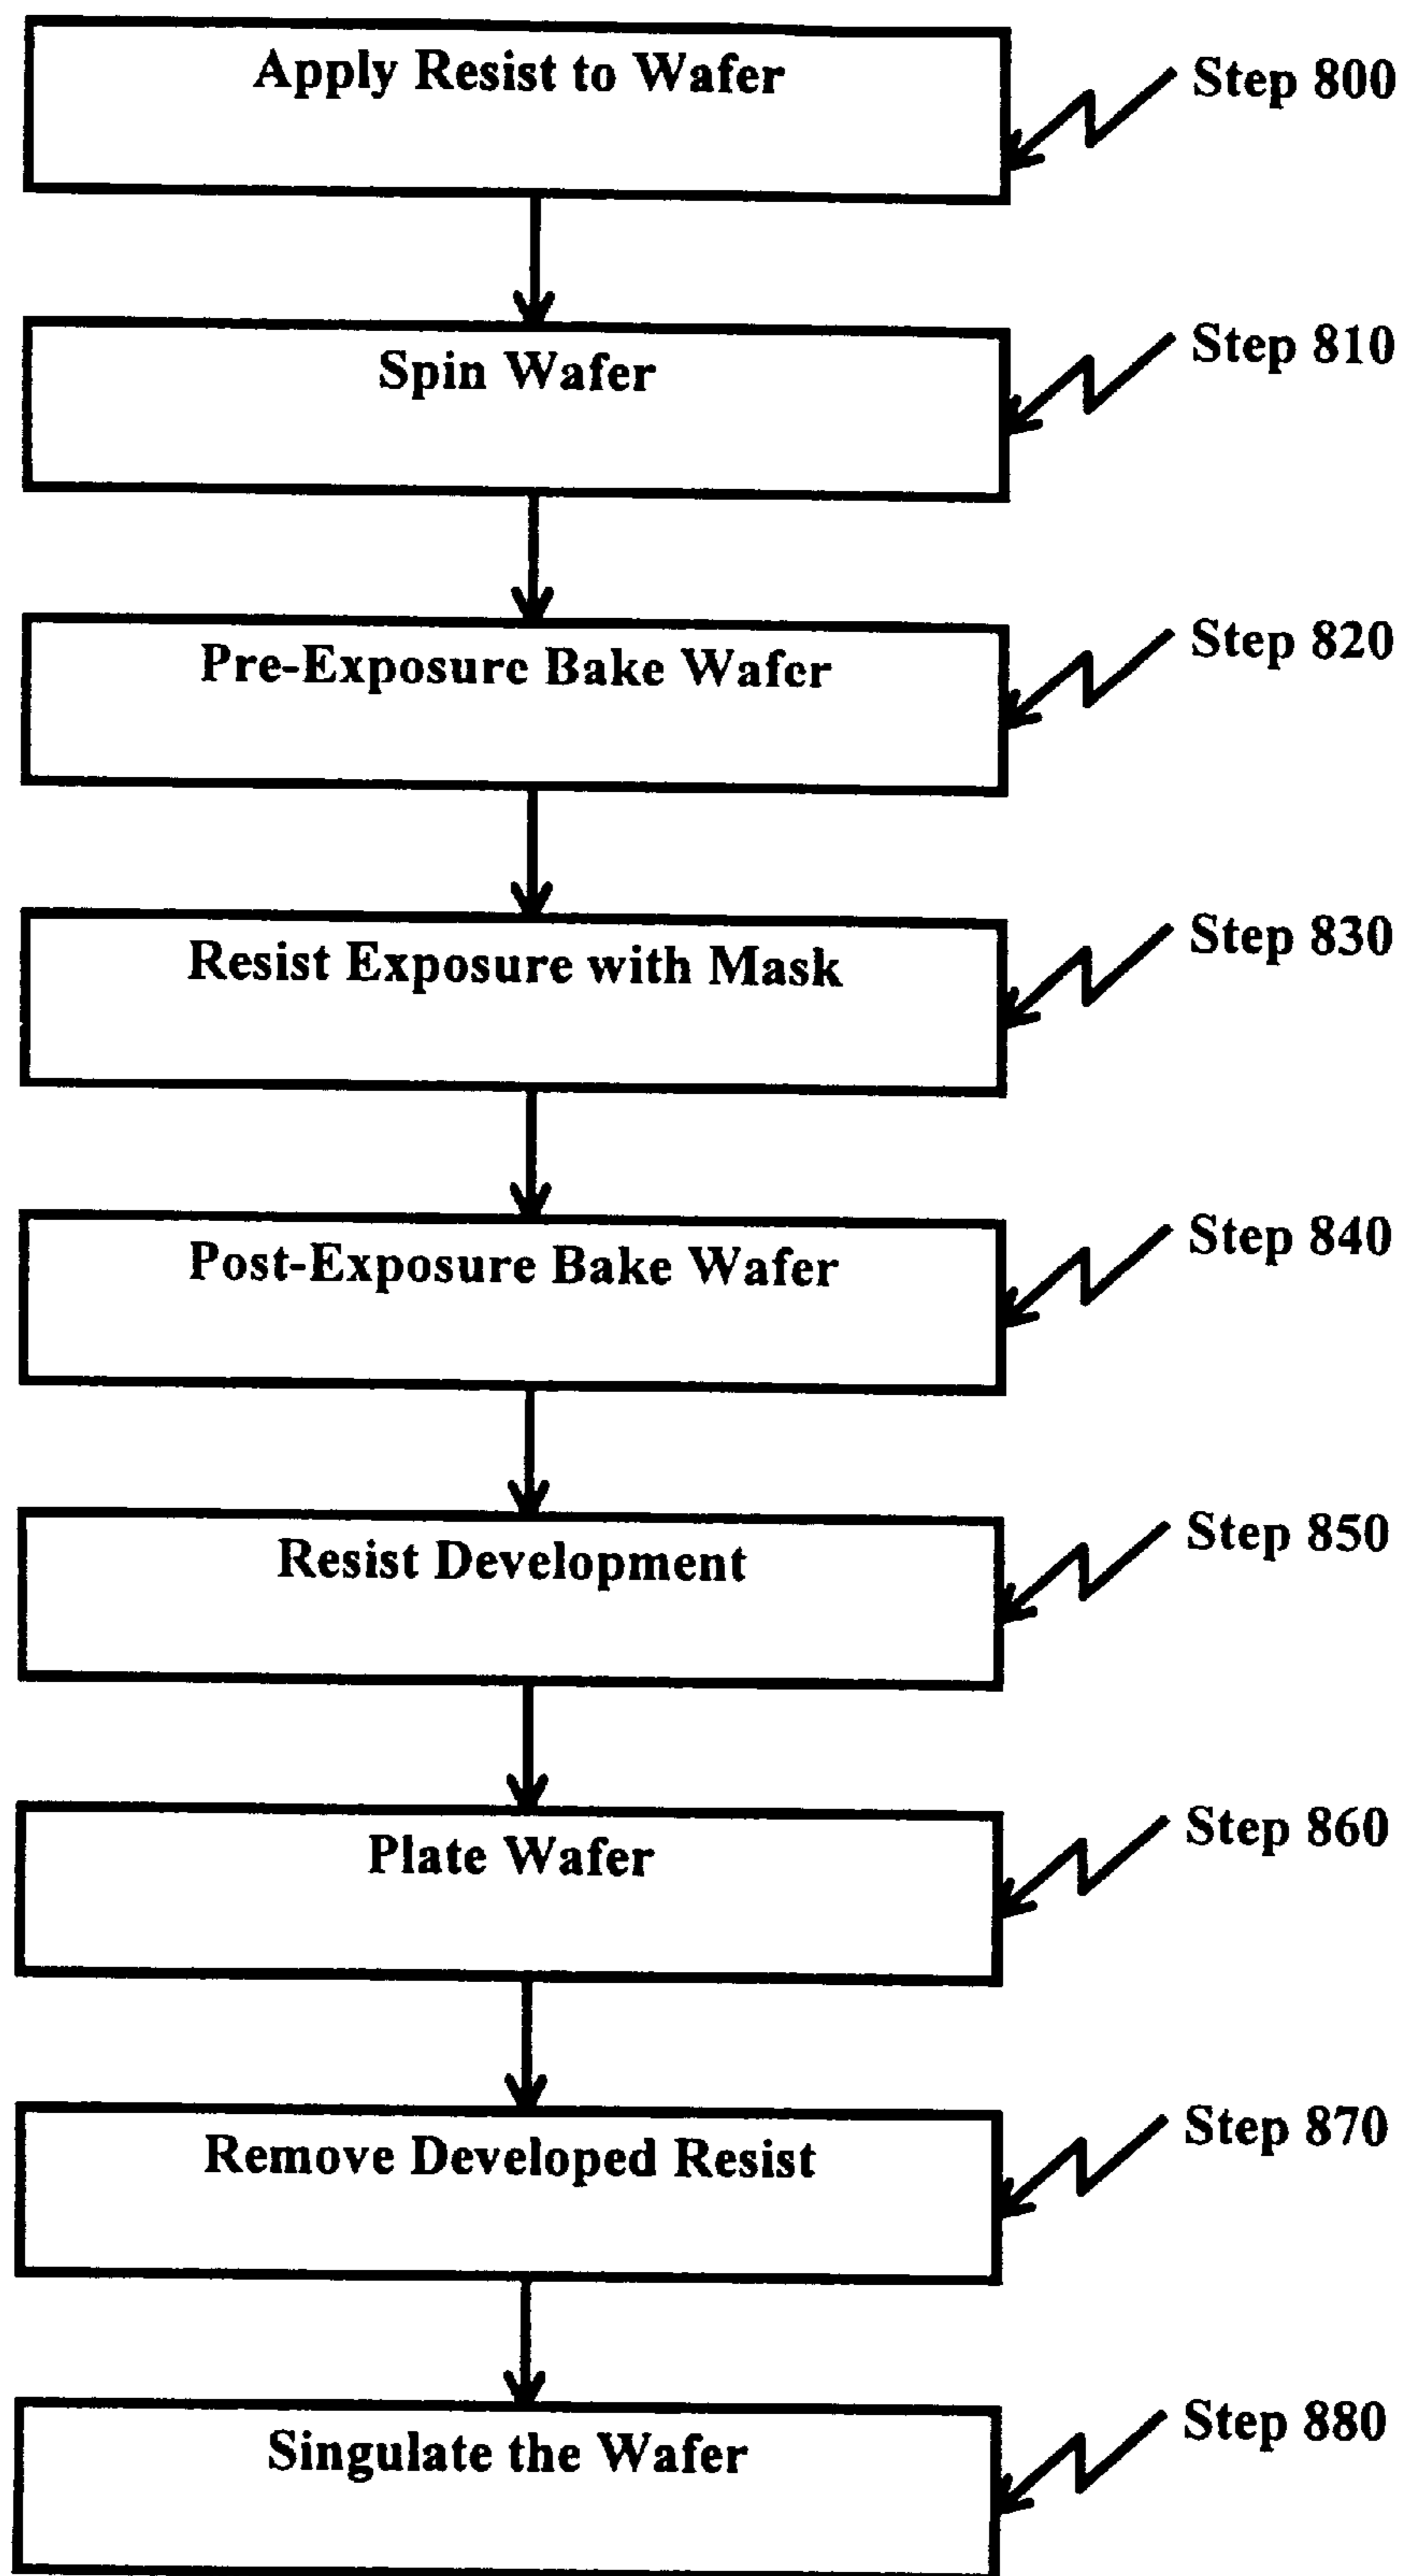 Apply Resist to Wafer
Step 800
Spin Wafer
Step 810
Pre-Exposure Bake Wafer
Step 820
Resist Exposure with Mask
Step 830
Post-Exposure Bake Wafer
Step 840
Resist Development
Step 850
Plate Wafer
Step 860
Remove Developed Resist
Step 870
Singulate the Wafer
Step 880